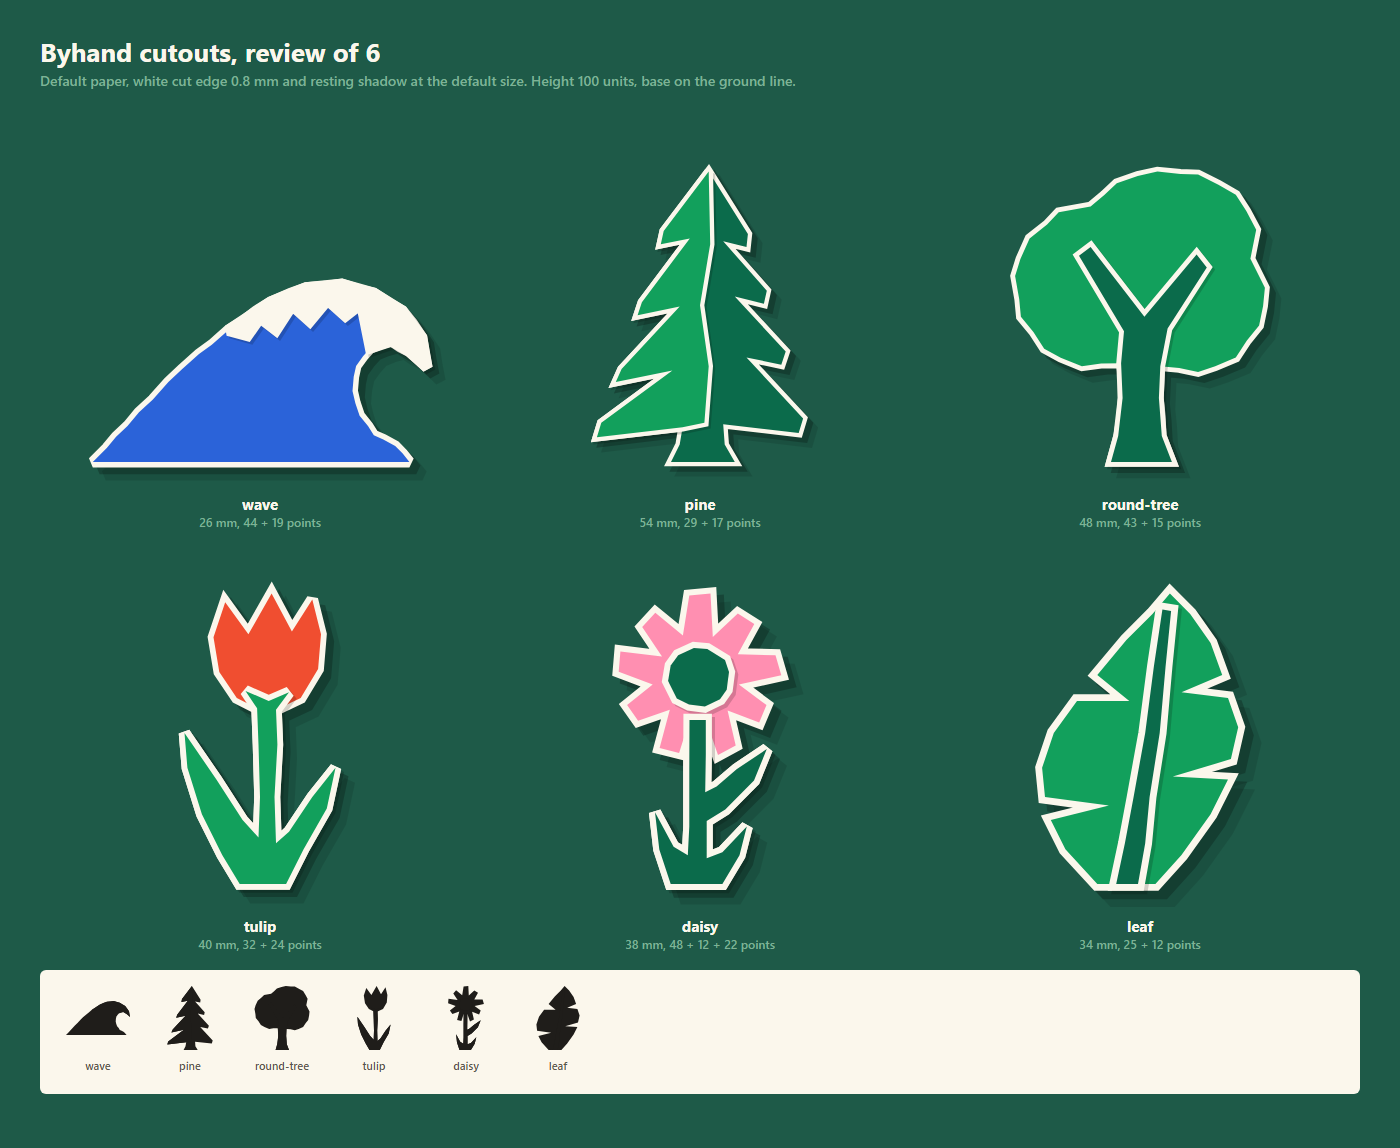 Byhand cutouts, review of 6
Default paper, white cut edge 0.8 mm and resting shadow at the default size. Height 100 units, base on the ground line.
wave
26 mm, 44 + 19 points
pine
54 mm, 29 + 17 points
round-tree
48 mm, 43 + 15 points
tulip
40 mm, 32 + 24 points
daisy
38 mm, 48 + 12 + 22 points
leaf
34 mm, 25 + 12 points
wave
pine
round-tree
tulip
daisy
leaf